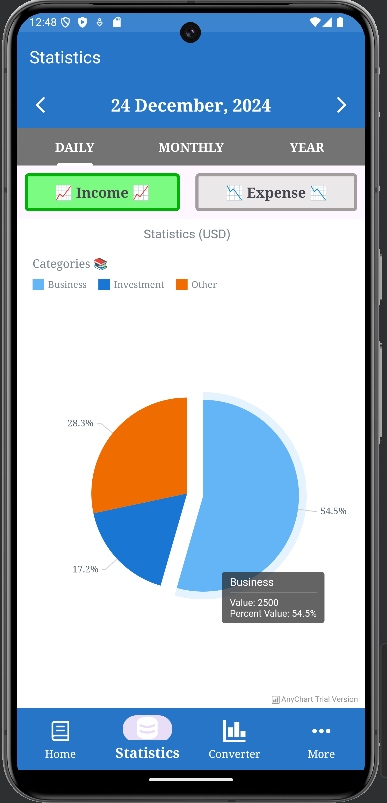 12:48
Statistics
24 December, 2024
DAILY MONTHLY YEAR
📈 Income 📈 📉 Expense 📉
Statistics (USD)
Categories 📚
Business Investment Other
28.3%
54.5%
17.2%
Business
Value: 2500
Percent Value: 54.5%
AnyChart Trial Version
Home Statistics Converter More